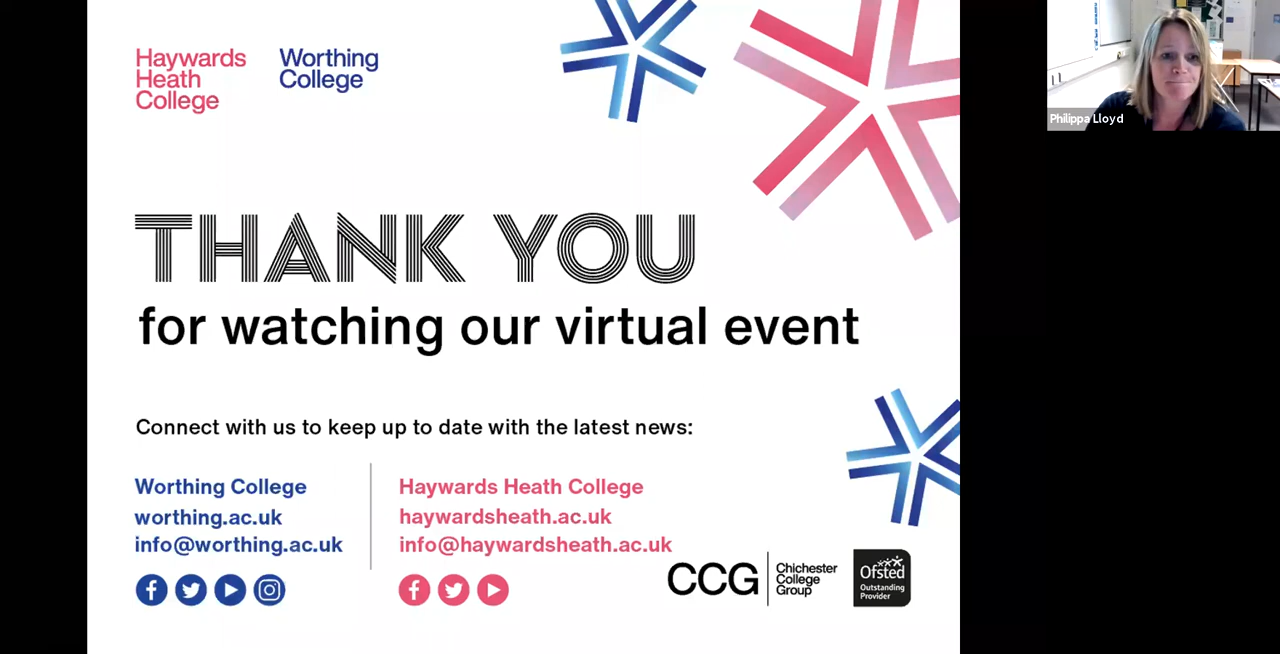 Haywards
Heath
College
Worthing
College
Philippa Lloyd
THANK YOU
for watching our virtual event
Connect with us to keep up to date with the latest news:
Worthing College
worthing.ac.uk
info@worthing.ac.uk
Haywards Heath College
haywardsheath.ac.uk
info@haywardsheath.ac.uk
CCG
Chichester
College
Group
Ofsted
Outstanding
Provider